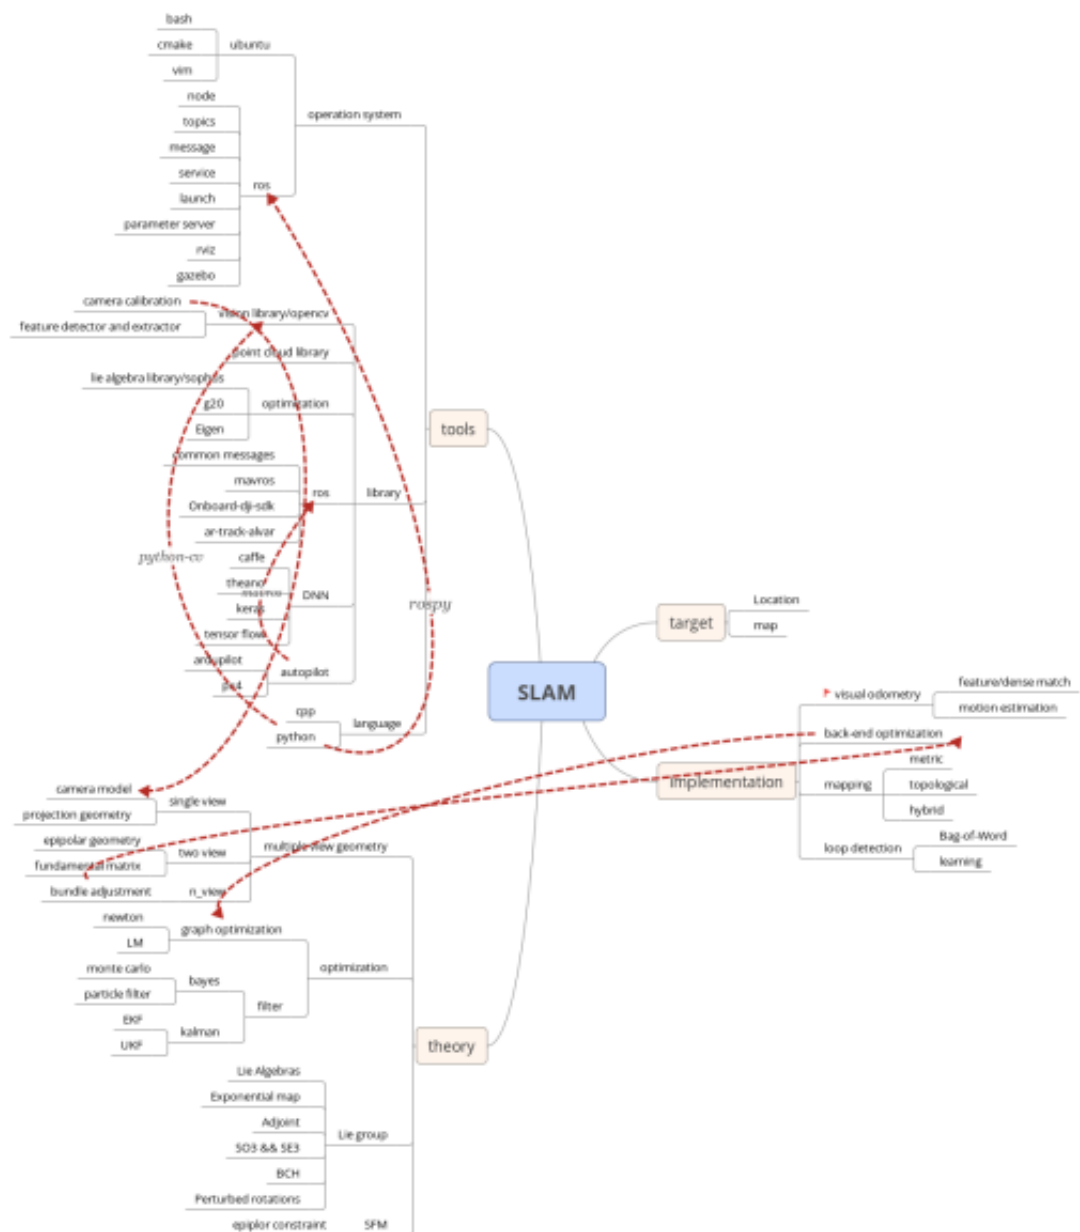 bash
cmake
vim
ubuntu
node
topics
message
service
launch
parameter server
rviz
gazebo
ros
operation system
camera calibration
feature detector and extractor
vision library/opencv
point cloud library
lie algebra library/sophus
g20
Eigen
optimization
common messages
mavros
Onboard-dji-sdk
ar-track-alvar
ros
library
caffe
theano
keras
tensor flow
DNN
python-cv
rospy
ardupilot
px4
autopilot
cpp
python
language
tools
SLAM
target
Location
map
implementation
visual odometry
feature/dense match
motion estimation
back-end optimization
mapping
metric
topological
hybrid
loop detection
Bag-of-Word
learning
camera model
projection geometry
single view
epipolar geometry
fundamental matrix
two view
bundle adjustment
n_view
multiple view geometry
newton
LM
graph optimization
monte carlo
particle filter
bayes
EKF
UKF
kalman
filter
optimization
theory
Lie Algebras
Exponential map
Adjoint
SO3 && SE3
BCH
Perturbed rotations
Lie group
epiplor constraint
SFM